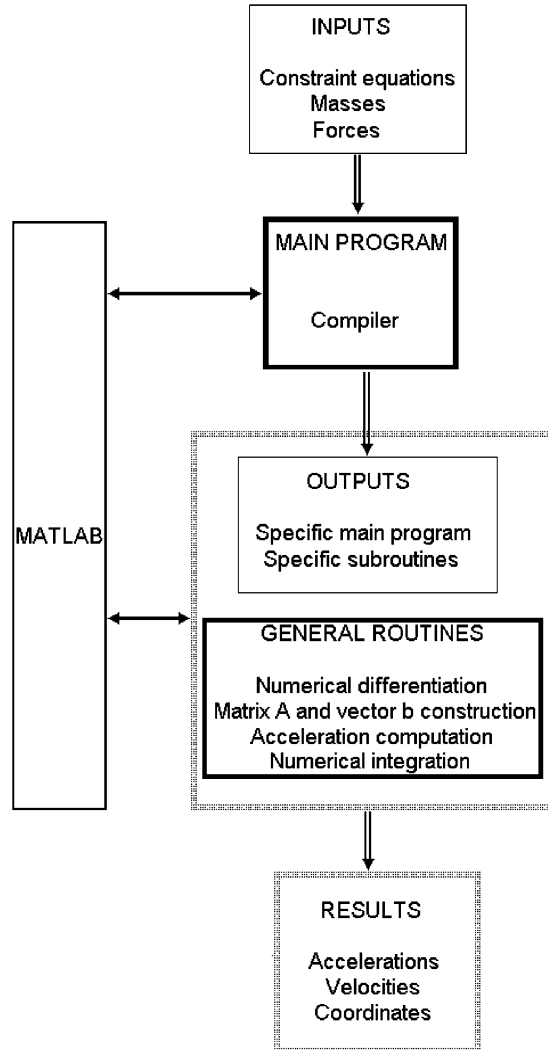 INPUTS
Constraint equations
Masses
Forces
MAIN PROGRAM
Compiler
MATLAB
OUTPUTS
Specific main program
Specific subroutines
GENERAL ROUTINES
Numerical differentiation
Matrix A and vector b construction
Acceleration computation
Numerical integration
RESULTS
Accelerations
Velocities
Coordinates